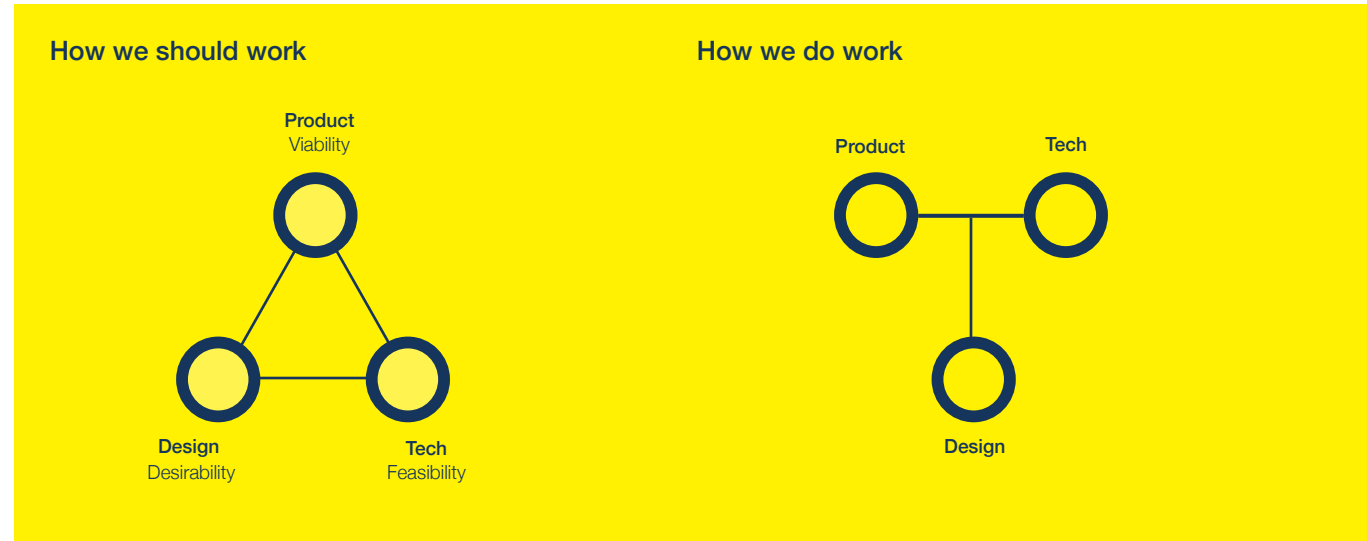 How we should work
Product
Viability
Design
Desirability
Tech
Feasibility
How we do work
Product
Tech
Design